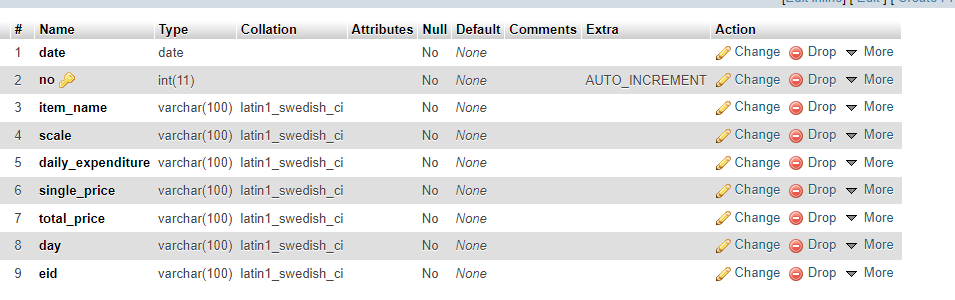 [Edit inline] [ Edit ] [
# Name Type Collation Attributes Null Default Comments Extra Action
1 date date No None Change Drop More
2 no int(11) No None AUTO_INCREMENT Change Drop More
3 item_name varchar(100) latin1_swedish_ci No None Change Drop More
4 scale varchar(100) latin1_swedish_ci No None Change Drop More
5 daily_expenditure varchar(100) latin1_swedish_ci No None Change Drop More
6 single_price varchar(100) latin1_swedish_ci No None Change Drop More
7 total_price varchar(100) latin1_swedish_ci No None Change Drop More
8 day varchar(100) latin1_swedish_ci No None Change Drop More
9 eid varchar(100) latin1_swedish_ci No None Change Drop More